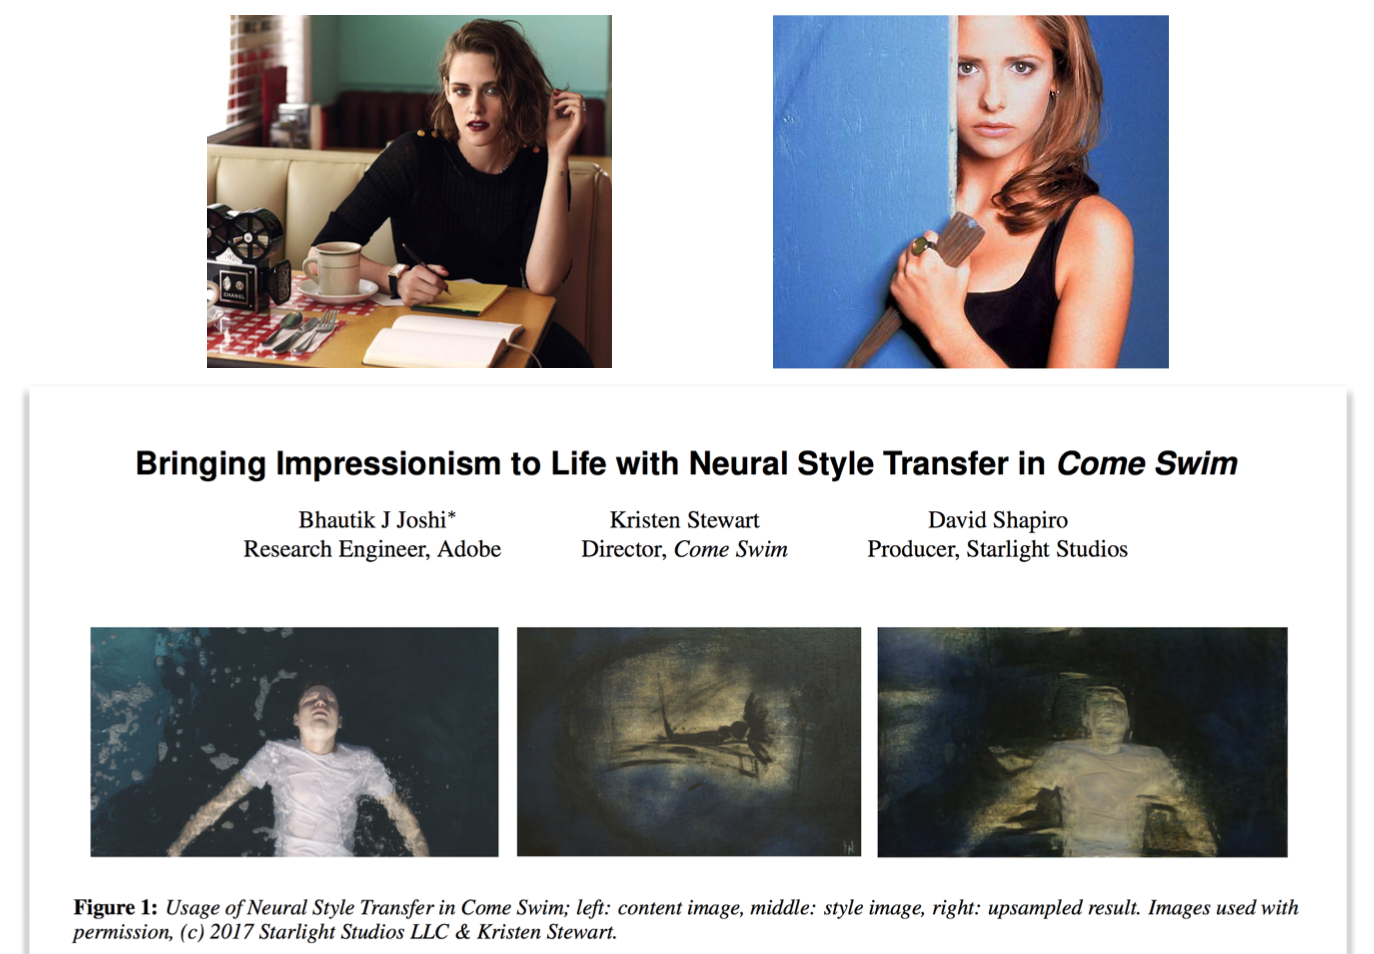 CHANEL
Bringing Impressionism to Life with Neural Style Transfer in Come Swim
Bhautik J Joshi* Kristen Stewart David Shapiro
Research Engineer, Adobe Director, Come Swim Producer, Starlight Studios
Figure 1: Usage of Neural Style Transfer in Come Swim; left: content image, middle: style image, right: upsampled result. Images used with
permission, (c) 2017 Starlight Studios LLC & Kristen Stewart.